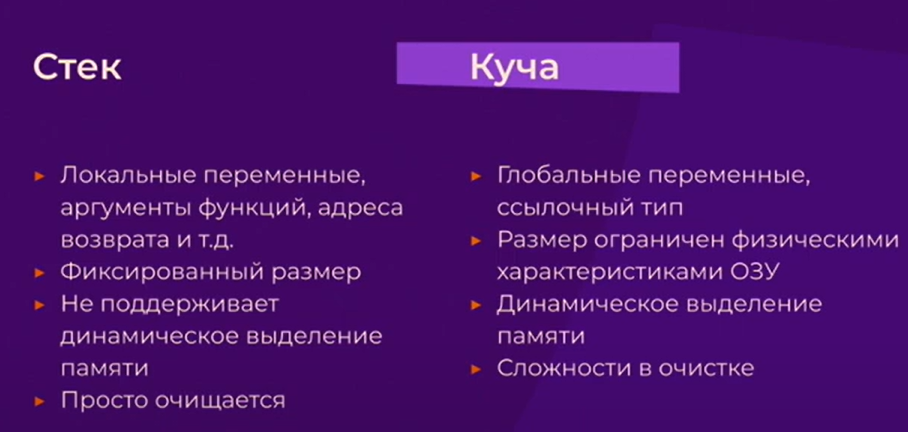 Стек
Локальные переменные,
аргументы функций, адреса
возврата и т.д.
Фиксированный размер
Не поддерживает
динамическое выделение
памяти
Просто очищается
Куча
Глобальные переменные,
ссылочный тип
Размер ограничен физическими
характеристиками ОЗУ
Динамическое выделение
памяти
Сложности в очистке